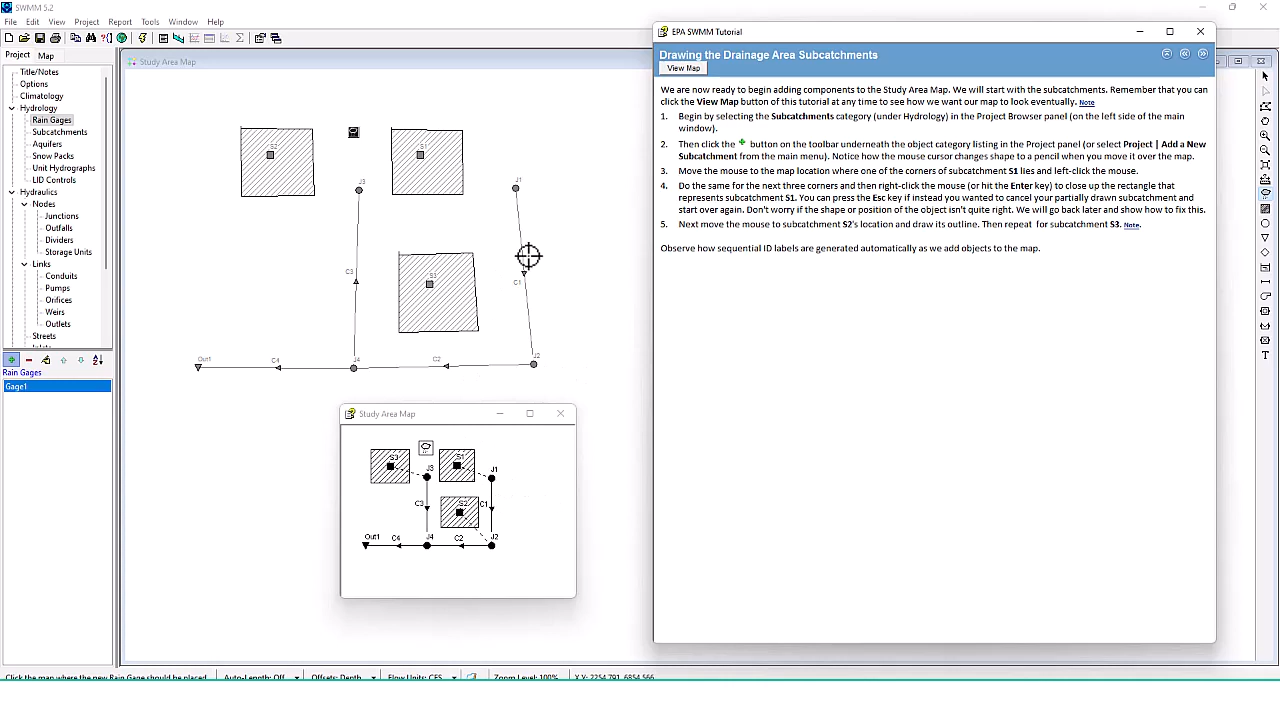 SWMM 5.2
File Edit View Project Report Tools Window Help
Project Map
Title/Notes
Options
Climatology
Hydrology
Rain Gages
Subcatchments
Aquifers
Snow Packs
Unit Hydrographs
LID Controls
Hydraulics
Nodes
Junctions
Outfalls
Dividers
Storage Units
Links
Conduits
Pumps
Orifices
Weirs
Outlets
Streets
Inlets
Rain Gages
Gage1
Study Area Map
S2
S1
J3
J1
C3
S3
C1
Out1
C4
J4
C2
J2
Study Area Map
S3
S1
J3
J1
C3
S2
C1
Out1
C4
J4
C2
J2
EPA SWMM Tutorial
Drawing the Drainage Area Subcatchments
View Map
We are now ready to begin adding components to the Study Area Map. We will start with the subcatchments. Remember that you can
click the View Map button of this tutorial at any time to see how we want our map to look eventually. Note
1. Begin by selecting the Subcatchments category (under Hydrology) in the Project Browser panel (on the left side of the main
window).
2. Then click the button on the toolbar underneath the object category listing in the Project panel (or select Project | Add a New
Subcatchment from the main menu). Notice how the mouse cursor changes shape to a pencil when you move it over the map.
3. Move the mouse to the map location where one of the corners of subcatchment S1 lies and left-click the mouse.
4. Do the same for the next three corners and then right-click the mouse (or hit the Enter key) to close up the rectangle that
represents subcatchment S1. You can press the Esc key if instead you wanted to cancel your partially drawn subcatchment and
start over again. Don't worry if the shape or position of the object isn't quite right. We will go back later and show how to fix this.
5. Next move the mouse to subcatchment S2's location and draw its outline. Then repeat for subcatchment S3. Note.
Observe how sequential ID labels are generated automatically as we add objects to the map.
Click the map where the new Rain Gage should be placed Auto-Length: Off Offsets: Depth Flow Units: CFS Zoom Level: 100% X,Y: 2254.791, 6854.566